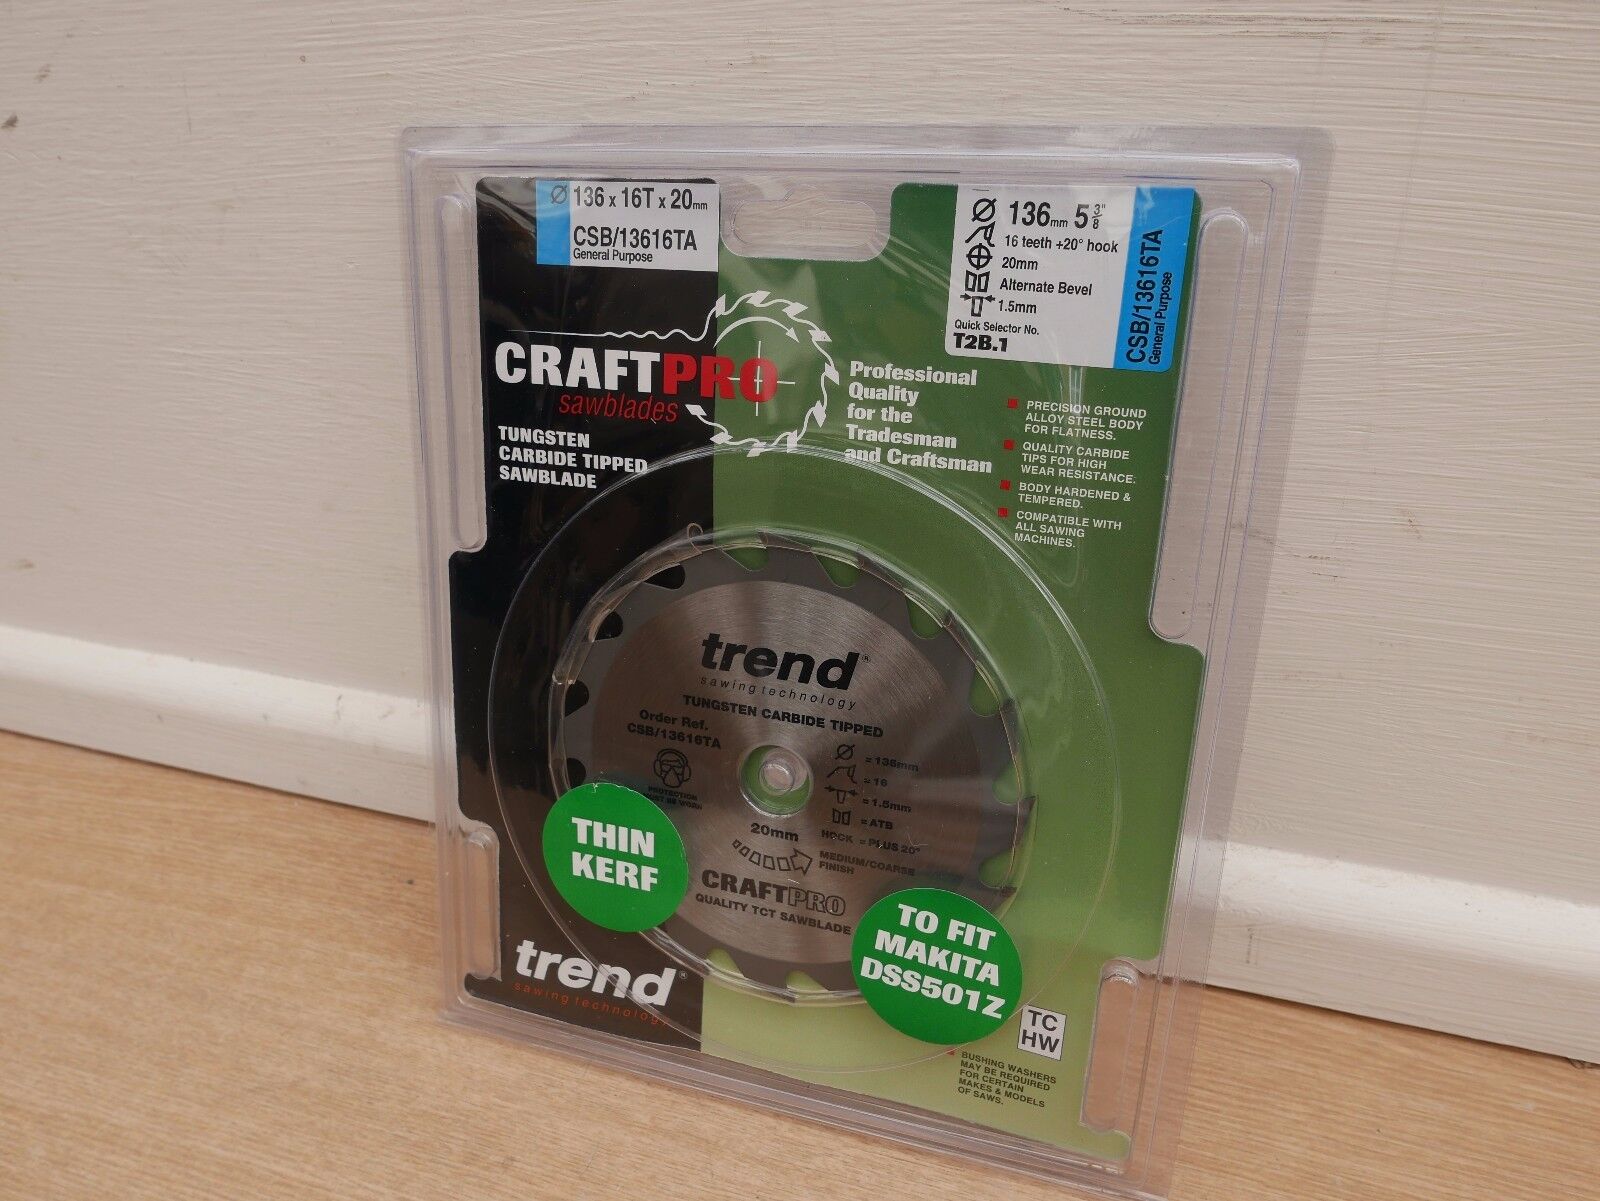 Ø 136 x 16T x 20mm
CSB/13616TA
General Purpose
Ø 136mm 5 3/8"
16 teeth +20° hook
20mm
Alternate Bevel
1.5mm
Quick Selector No.
T2B.1
CSB/13616TA
General Purpose
CRAFTPRO
sawblades
TUNGSTEN
CARBIDE TIPPED
SAWBLADE
Professional
Quality
for the
Tradesman
and Craftsman
PRECISION GROUND
ALLOY STEEL BODY
FOR FLATNESS.
QUALITY CARBIDE
TIPS FOR HIGH
WEAR RESISTANCE.
BODY HARDENED &
TEMPERED.
COMPATIBLE WITH
ALL SAWING
MACHINES.
trend®
sawing technology
TUNGSTEN CARBIDE TIPPED
Order Ref.
CSB/13616TA
PROTECTION
MUST BE WORN
Ø = 136mm
= 16
= 1.5mm
= ATB
HOOK = PLUS 20°
20mm
MEDIUM/COARSE
FINISH
CRAFTPRO
QUALITY TCT SAWBLADE
THIN
KERF
TO FIT
MAKITA
DSS501Z
trend®
sawing technology
TC
HW
BUSHING WASHERS
MAY BE REQUIRED
FOR CERTAIN
MAKES & MODELS
OF SAWS.